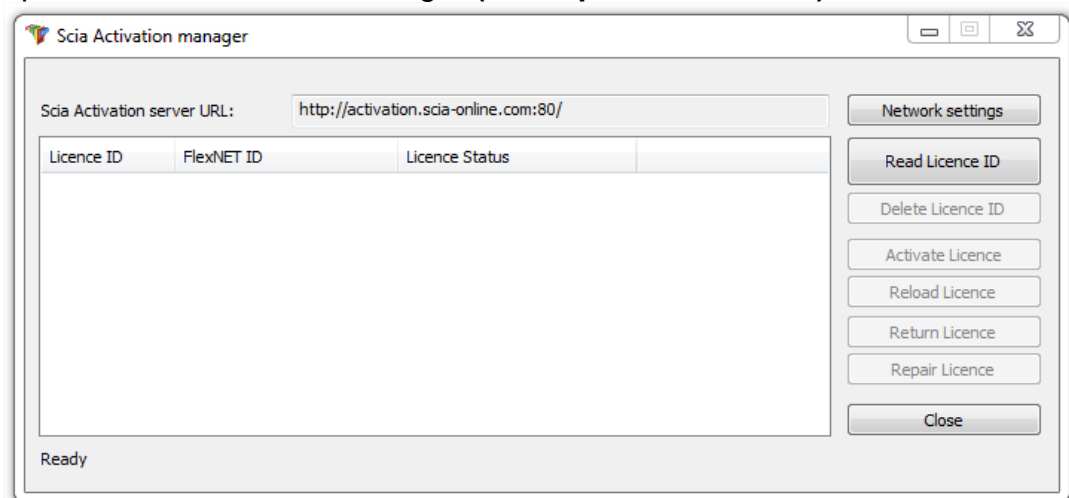 Scia Activation manager
Scia Activation server URL: http://activation.scia-online.com:80/ Network settings
Licence ID FlexNET ID Licence Status
Read Licence ID
Delete Licence ID
Activate Licence
Reload Licence
Return Licence
Repair Licence
Close
Ready